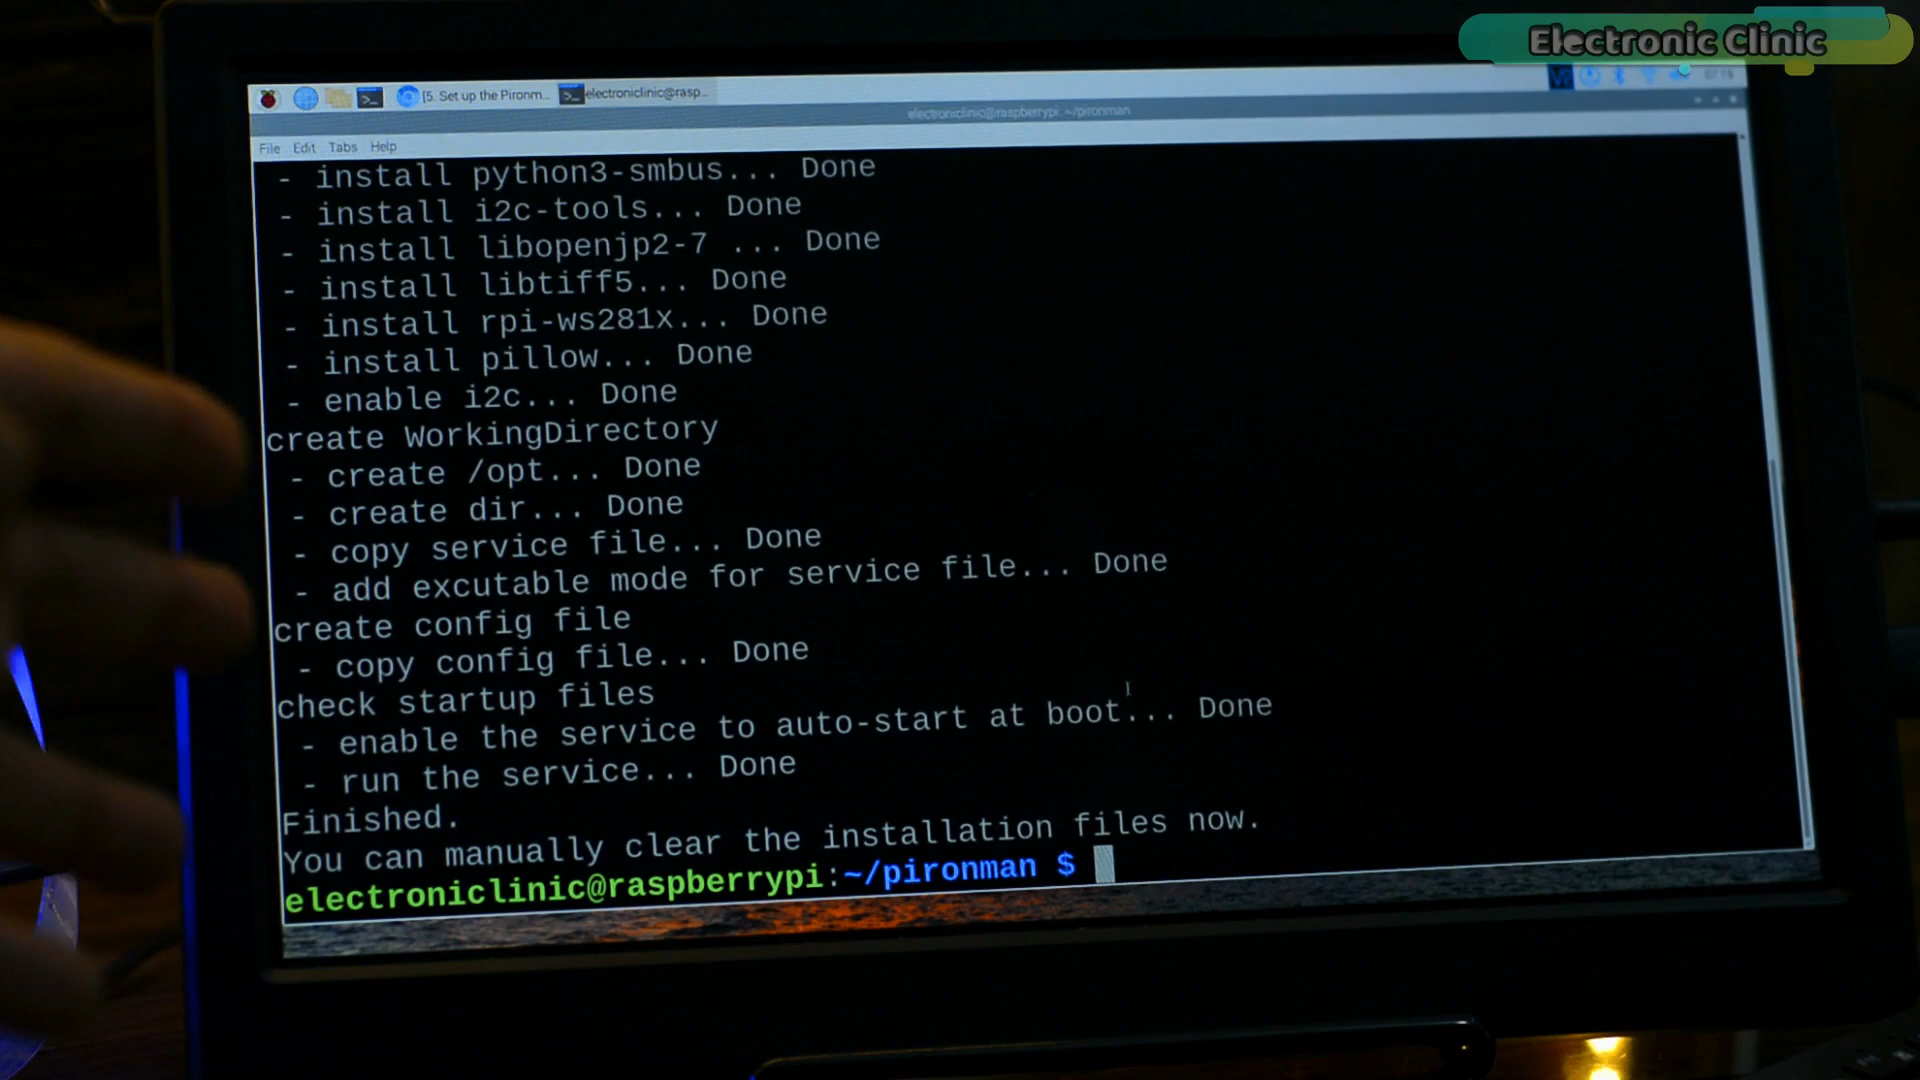 Electronic Clinic
[5. Set up the Pironm... electroniclinic@rasp...
07:19
electroniclinic@raspberrypi: ~/pironman
File Edit Tabs Help
- install python3-smbus... Done
- install i2c-tools... Done
- install libopenjp2-7 ... Done
- install libtiff5... Done
- install rpi-ws281x... Done
- install pillow... Done
- enable i2c... Done
create WorkingDirectory
- create /opt... Done
- create dir... Done
- copy service file... Done
- add excutable mode for service file... Done
create config file
- copy config file... Done
check startup files
- enable the service to auto-start at boot... Done
- run the service... Done
Finished.
You can manually clear the installation files now.
electroniclinic@raspberrypi:~/pironman $